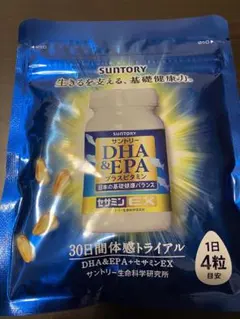 SUNTORY
生きるを支える、基礎健康力。
SUNTORY
サントリー
DHA
&EPA
プラスビタミン
日本の基礎健康バランス
セサミンEX
30日間体感トライアル
DHA&EPA+セサミンEX
サントリー生命科学研究所
1日
4粒
目安